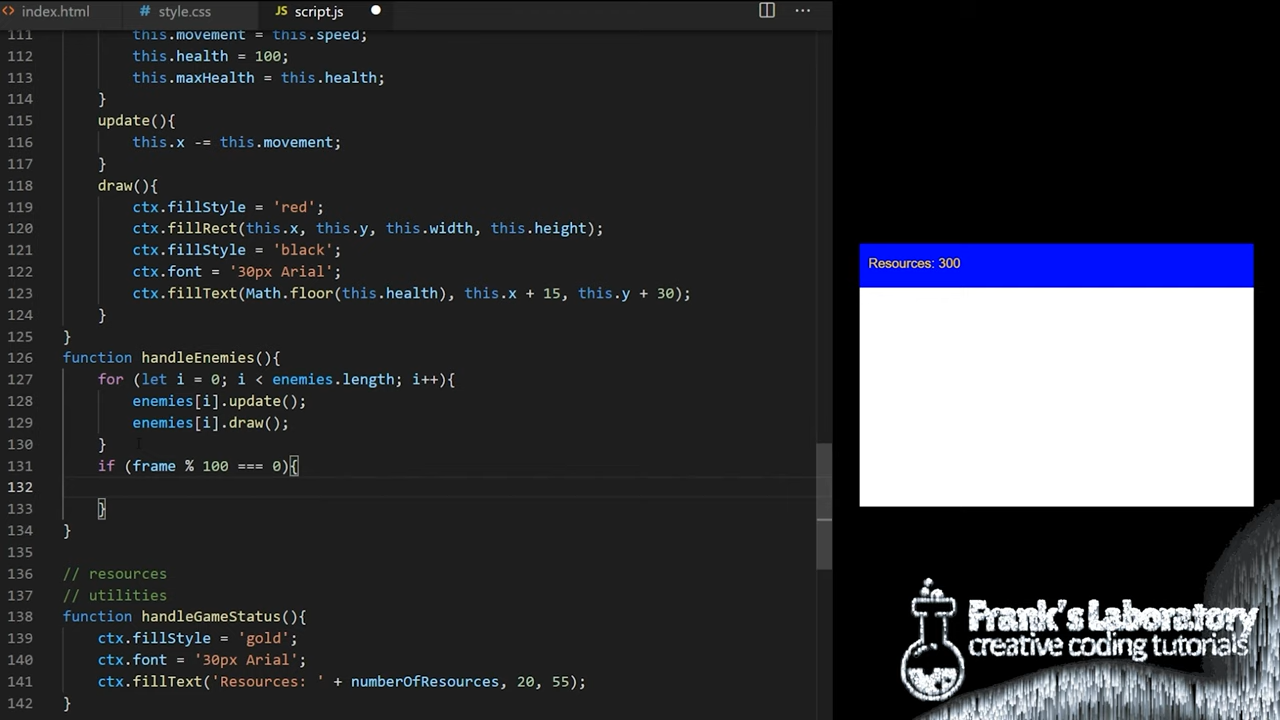 index.html
# style.css
JS script.js
111 this.movement = this.speed;
112 this.health = 100;
113 this.maxHealth = this.health;
114 }
115 update(){
116 this.x -= this.movement;
117 }
118 draw(){
119 ctx.fillStyle = 'red';
120 ctx.fillRect(this.x, this.y, this.width, this.height);
121 ctx.fillStyle = 'black';
122 ctx.font = '30px Arial';
123 ctx.fillText(Math.floor(this.health), this.x + 15, this.y + 30);
124 }
125 }
126 function handleEnemies(){
127 for (let i = 0; i < enemies.length; i++){
128 enemies[i].update();
129 enemies[i].draw();
130 }
131 if (frame % 100 === 0){
132
133 }
134 }
135
136 // resources
137 // utilities
138 function handleGameStatus(){
139 ctx.fillStyle = 'gold';
140 ctx.font = '30px Arial';
141 ctx.fillText('Resources: ' + numberOfResources, 20, 55);
142 }
Resources: 300
Frank's Laboratory
creative coding tutorials